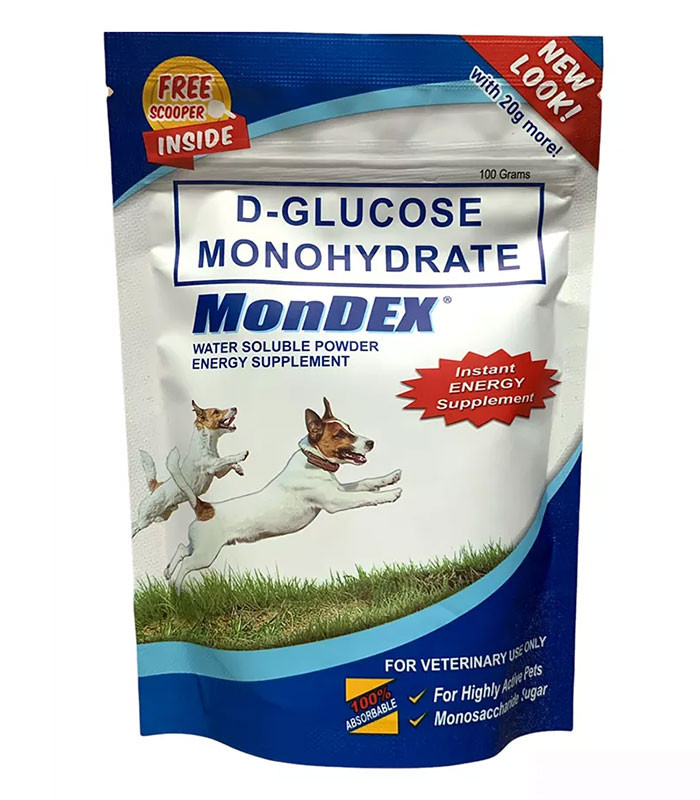 FREE
SCOOPER
INSIDE
NEW
LOOK!
with 20g more!
100 Grams
D-GLUCOSE
MONOHYDRATE
MonDEX®
WATER SOLUBLE POWDER
ENERGY SUPPLEMENT
Instant
ENERGY
Supplement
FOR VETERINARY USE ONLY
100%
ABSORBABLE
✓ For Highly Active Pets
✓ Monosaccharide Sugar